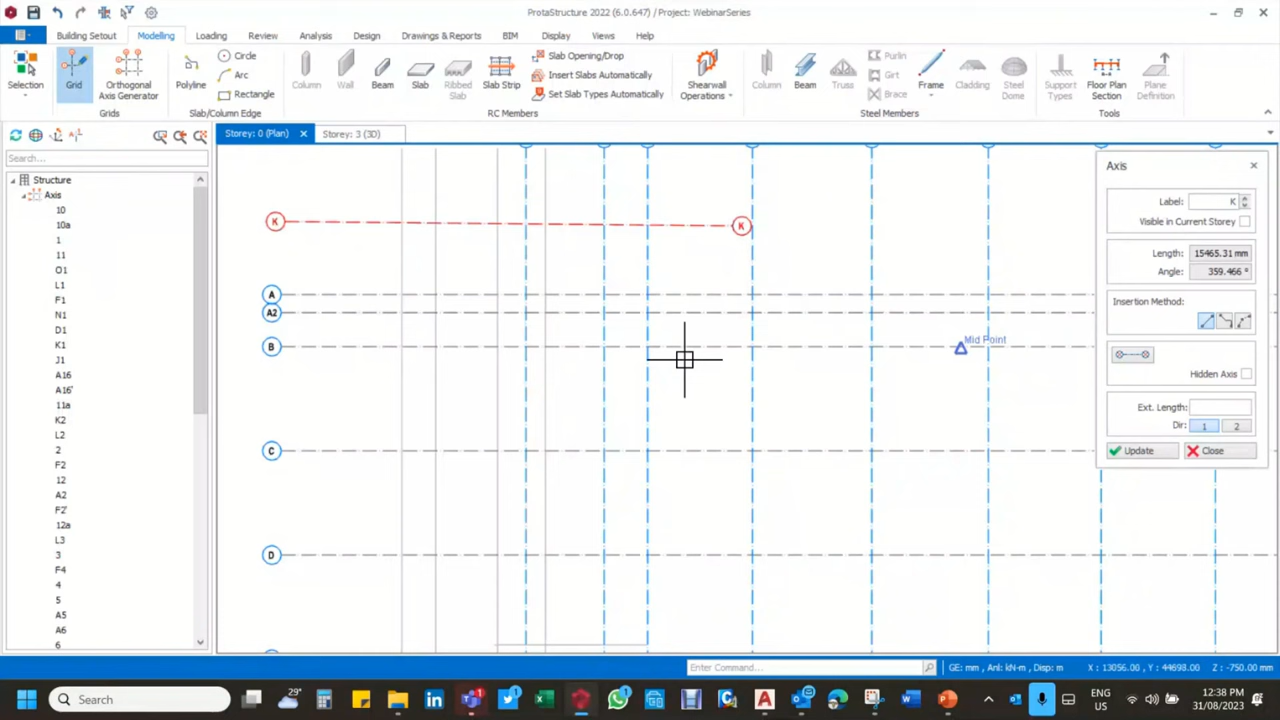 ProtaStructure 2022 (6.0.647) / Project: WebinarSeries
Building Setout Modelling Loading Review Analysis Design Drawings & Reports BIM Display Views Help
Selection
Grid
Orthogonal
Axis Generator
Grids
Polyline
Circle
Arc
Rectangle
Slab/Column Edge
Column
Wall
Beam
Slab
Ribbed
Slab
Slab Strip
Slab Opening/Drop
Insert Slabs Automatically
Set Slab Types Automatically
RC Members
Shearwall
Operations
Column
Beam
Truss
Purlin
Girt
Brace
Frame
Cladding
Steel
Dome
Steel Members
Support
Types
Floor Plan
Section
Plane
Definition
Tools
Storey: 0 (Plan)
Storey: 3 (3D)
Search...
Structure
Axis
10
10a
1
11
O1
L1
F1
N1
D1
K1
J1
A16
A16'
11a
K2
L2
2
F2
12
A2
F2'
12a
L3
3
F4
4
5
A5
A6
6
K K
A
A2
B
C
D
Mid Point
Axis
Label: K
Visible in Current Storey
Length: 15465.31 mm
Angle: 359.466 °
Insertion Method:
Hidden Axis
Ext. Length:
Dir: 1 2
Update Close
Enter Command...
GE: mm , Anl: kN-m , Disp: m
X : 13056.00 , Y : 44698.00
Z : -750.00 mm
Search
29°
1
1
ENG
US
12:38 PM
31/08/2023